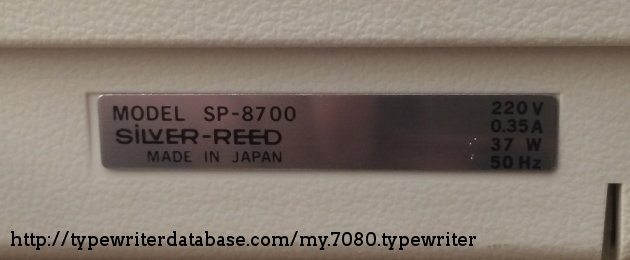 MODEL SP-8700
SiLVER-REED
MADE IN JAPAN
220 V
0.35A
37 W
50 Hz
http://typewriterdatabase.com/my.7080.typewriter